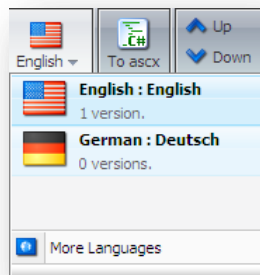 C#
Up
English
To ascx
Down
English : English
1 version.
German : Deutsch
0 versions.
More Languages